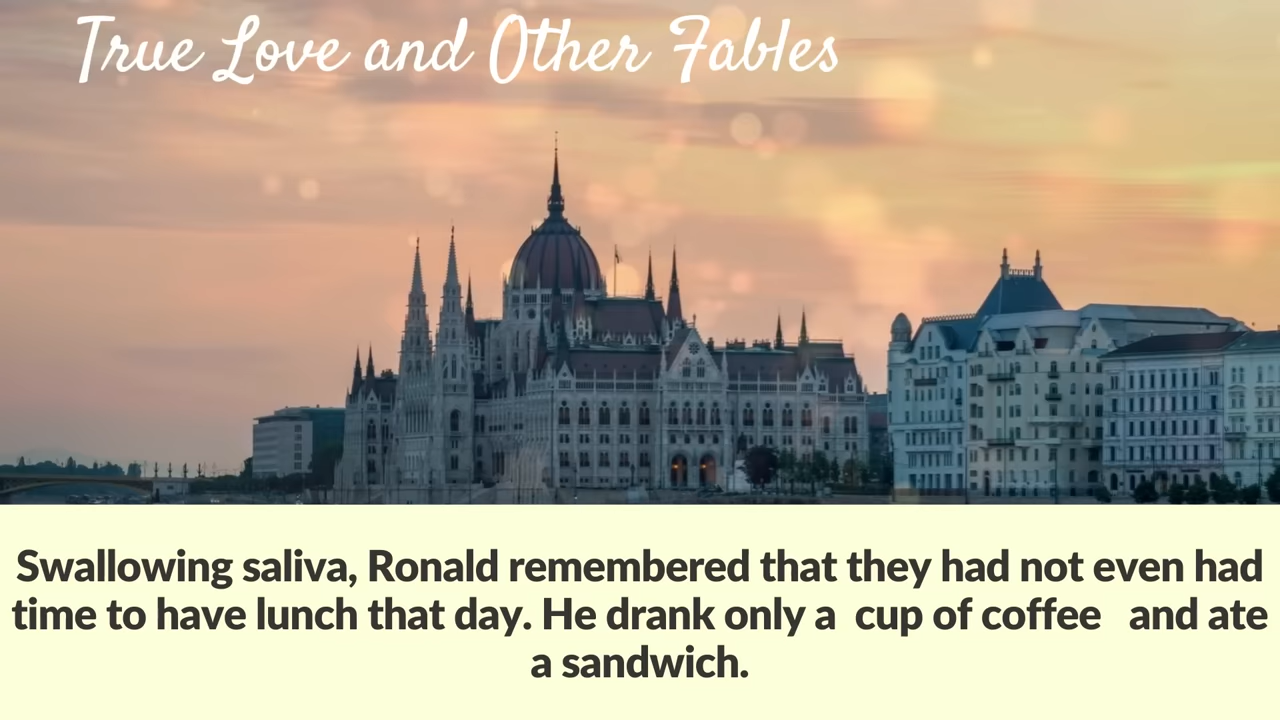 True Love and Other Fables
Swallowing saliva, Ronald remembered that they had not even had
time to have lunch that day. He drank only a  cup of coffee   and ate
a sandwich.